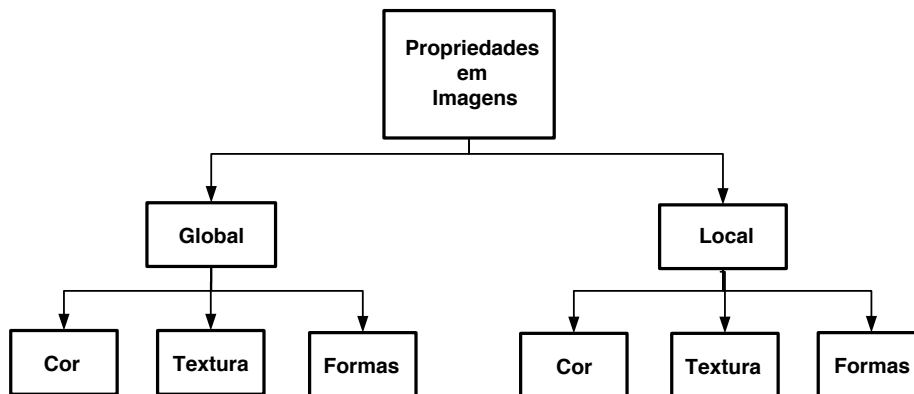 Propriedades
em
Imagens
Global
Local
Cor
Textura
Formas
Cor
Textura
Formas